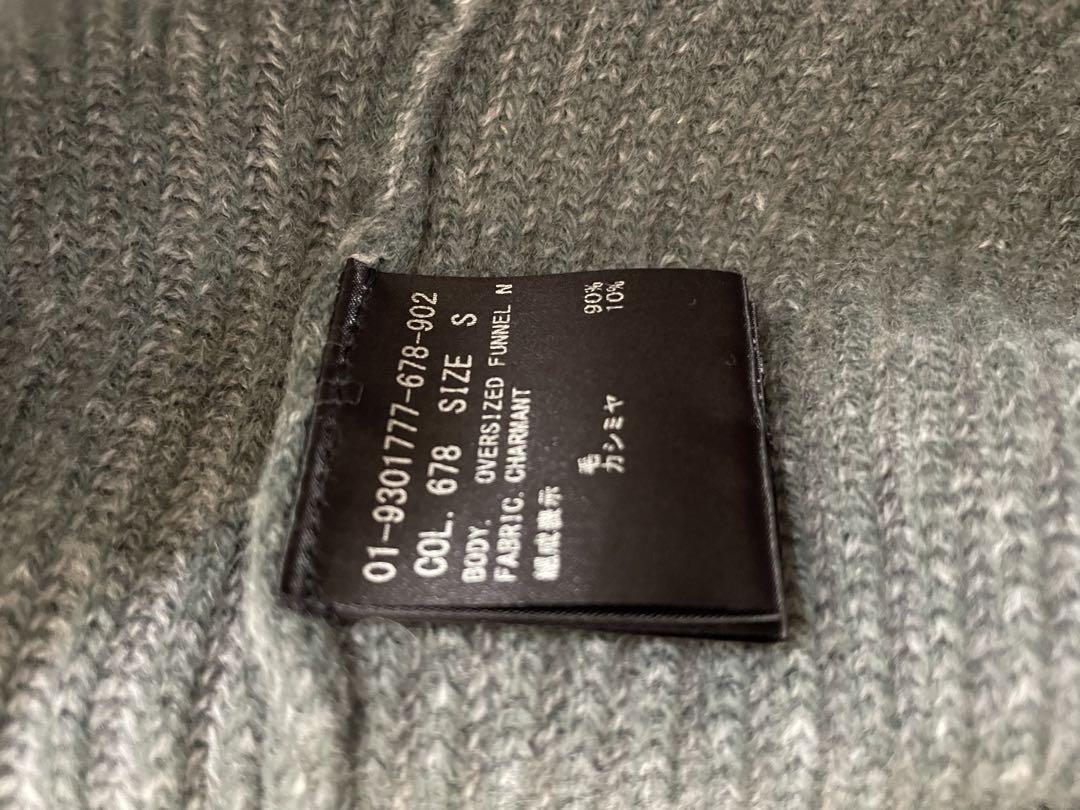 01-9301777-678-902
COL. 678 SIZE S
BODY. OVERSIZED FUNNEL N
FABRIC. CHARMANT
組成表示
毛 90%
カシミヤ 10%